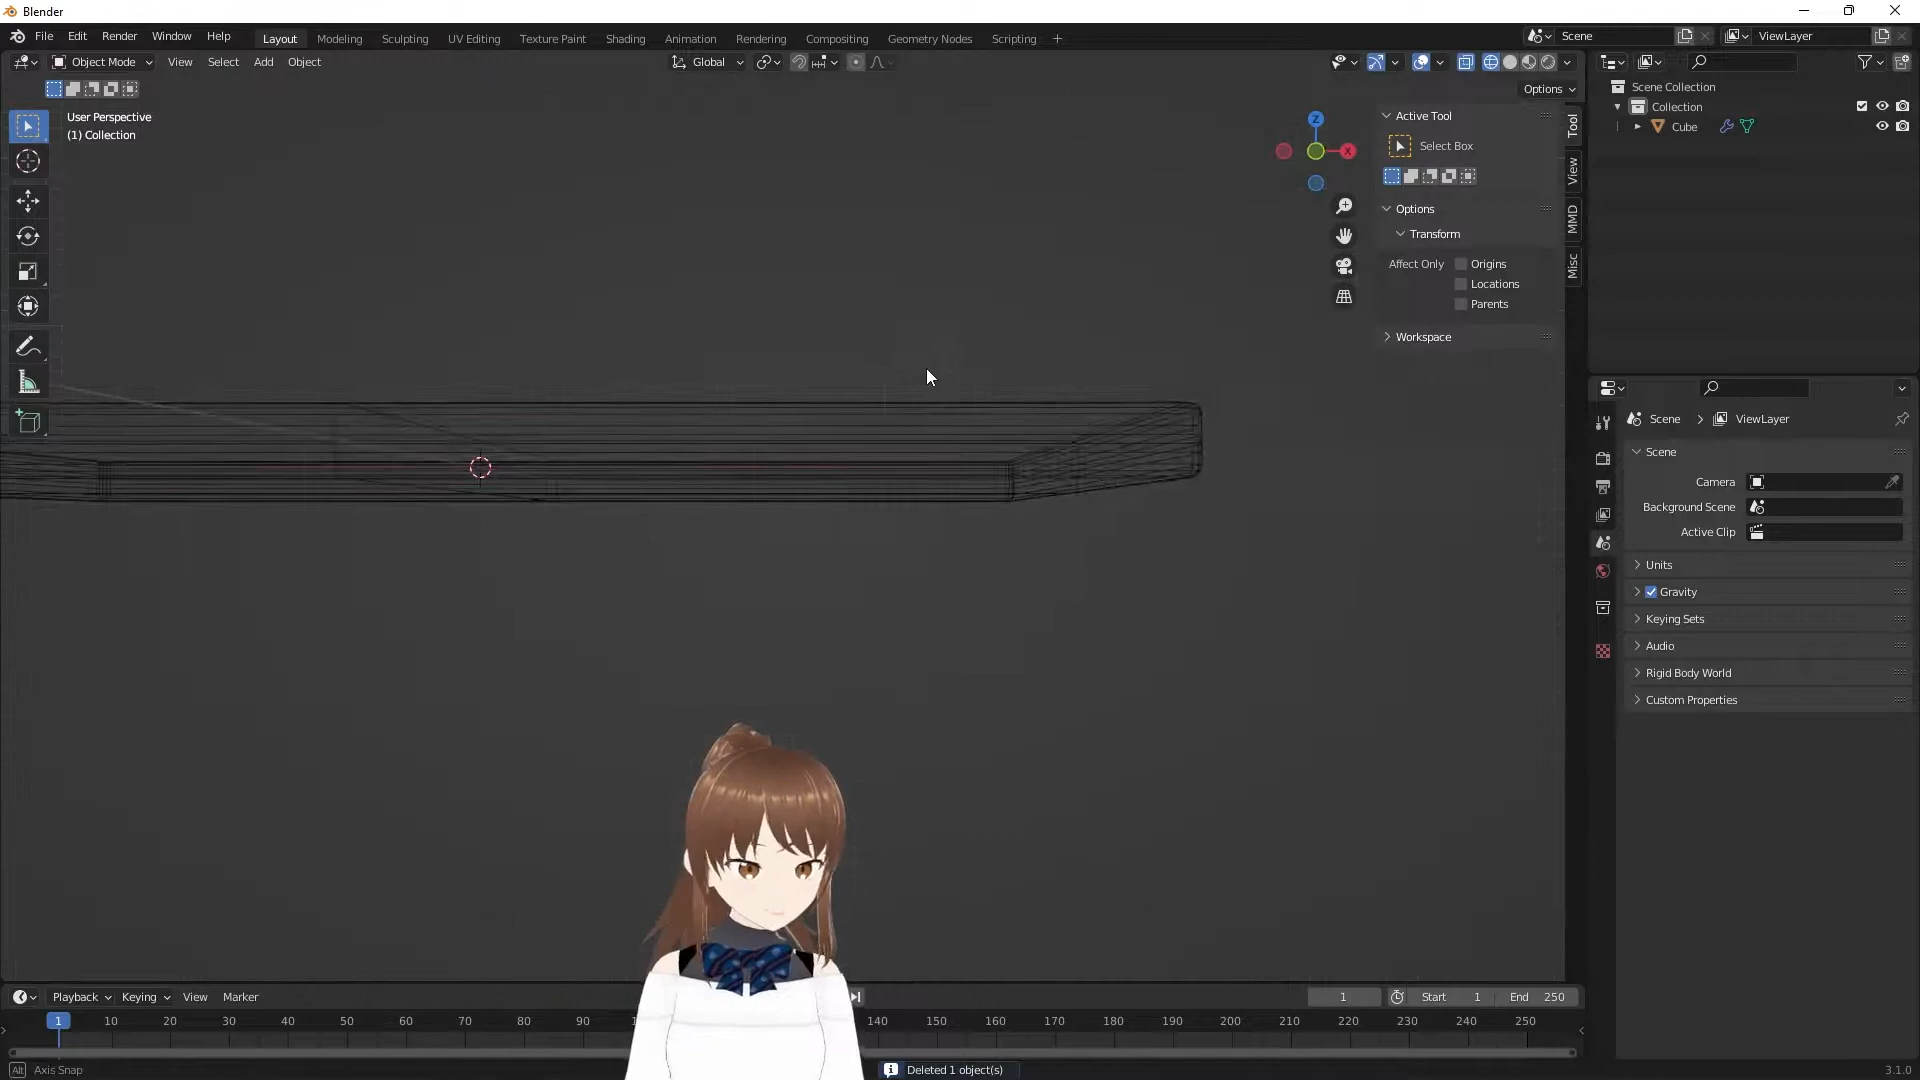 Blender
File Edit Render Window Help
Layout Modeling Sculpting UV Editing Texture Paint Shading Animation Rendering Compositing Geometry Nodes Scripting +
Scene
ViewLayer
Object Mode View Select Add Object
Global
Options
User Perspective
(1) Collection
Z
X
Active Tool
Select Box
Options
Transform
Affect Only Origins
Locations
Parents
Workspace
Tool
View
MMD
Misc
Scene Collection
Collection
Cube
Scene ViewLayer
Scene
Camera
Background Scene
Active Clip
Units
Gravity
Keying Sets
Audio
Rigid Body World
Custom Properties
Playback Keying View Marker
1 Start 1 End 250
1 10 20 30 40 50 60 70 80 90 140 150 160 170 180 190 200 210 220 230 240 250
Alt Axis Snap
Deleted 1 object(s)
3.1.0